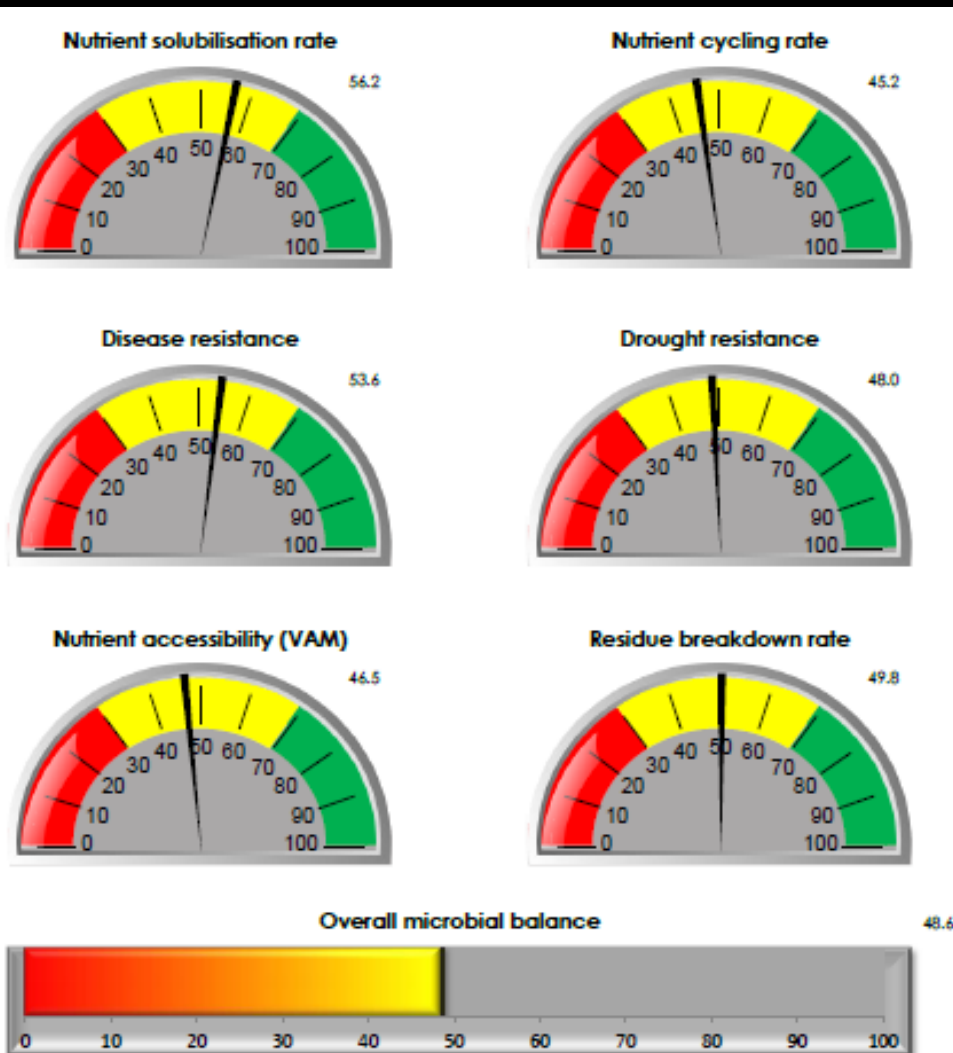 Nutrient solubilisation rate
56.2
0 10 20 30 40 50 60 70 80 90 100
Nutrient cycling rate
45.2
0 10 20 30 40 50 60 70 80 90 100
Disease resistance
53.6
0 10 20 30 40 50 60 70 80 90 100
Drought resistance
48.0
0 10 20 30 40 50 60 70 80 90 100
Nutrient accessibility (VAM)
46.5
0 10 20 30 40 50 60 70 80 90 100
Residue breakdown rate
49.8
0 10 20 30 40 50 60 70 80 90 100
Overall microbial balance
48.6
0 10 20 30 40 50 60 70 80 90 100